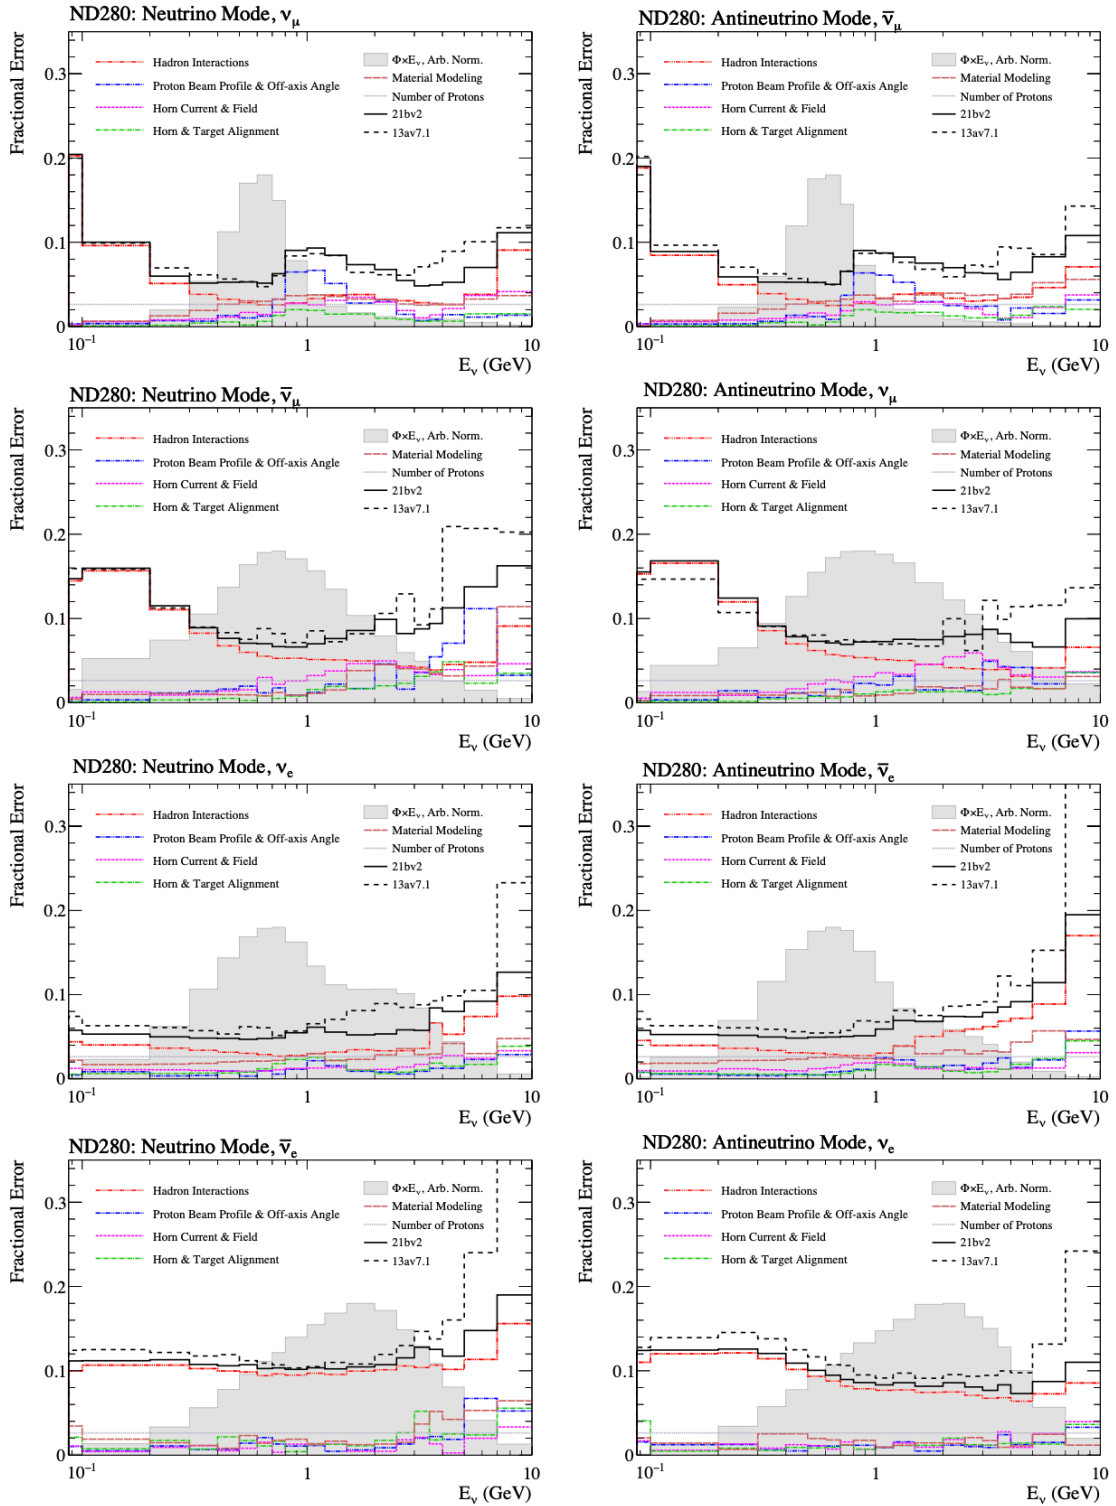 ND280: Neutrino Mode, νμ
Fractional Error
0.3
0.2
0.1
0
Hadron Interactions
Proton Beam Profile & Off-axis Angle
Horn Current & Field
Horn & Target Alignment
Φ×Eν, Arb. Norm.
Material Modeling
Number of Protons
21bv2
13av7.1
10⁻¹
1
10
Eν (GeV)
ND280: Antineutrino Mode, ν̄μ
Fractional Error
0.3
0.2
0.1
0
Hadron Interactions
Proton Beam Profile & Off-axis Angle
Horn Current & Field
Horn & Target Alignment
Φ×Eν, Arb. Norm.
Material Modeling
Number of Protons
21bv2
13av7.1
10⁻¹
1
10
Eν (GeV)
ND280: Neutrino Mode, ν̄μ
Fractional Error
0.3
0.2
0.1
0
Hadron Interactions
Proton Beam Profile & Off-axis Angle
Horn Current & Field
Horn & Target Alignment
Φ×Eν, Arb. Norm.
Material Modeling
Number of Protons
21bv2
13av7.1
10⁻¹
1
10
Eν (GeV)
ND280: Antineutrino Mode, νμ
Fractional Error
0.3
0.2
0.1
0
Hadron Interactions
Proton Beam Profile & Off-axis Angle
Horn Current & Field
Horn & Target Alignment
Φ×Eν, Arb. Norm.
Material Modeling
Number of Protons
21bv2
13av7.1
10⁻¹
1
10
Eν (GeV)
ND280: Neutrino Mode, νe
Fractional Error
0.3
0.2
0.1
0
Hadron Interactions
Proton Beam Profile & Off-axis Angle
Horn Current & Field
Horn & Target Alignment
Φ×Eν, Arb. Norm.
Material Modeling
Number of Protons
21bv2
13av7.1
10⁻¹
1
10
Eν (GeV)
ND280: Antineutrino Mode, ν̄e
Fractional Error
0.3
0.2
0.1
0
Hadron Interactions
Proton Beam Profile & Off-axis Angle
Horn Current & Field
Horn & Target Alignment
Φ×Eν, Arb. Norm.
Material Modeling
Number of Protons
21bv2
13av7.1
10⁻¹
1
10
Eν (GeV)
ND280: Neutrino Mode, ν̄e
Fractional Error
0.3
0.2
0.1
0
Hadron Interactions
Proton Beam Profile & Off-axis Angle
Horn Current & Field
Horn & Target Alignment
Φ×Eν, Arb. Norm.
Material Modeling
Number of Protons
21bv2
13av7.1
10⁻¹
1
10
Eν (GeV)
ND280: Antineutrino Mode, νe
Fractional Error
0.3
0.2
0.1
0
Hadron Interactions
Proton Beam Profile & Off-axis Angle
Horn Current & Field
Horn & Target Alignment
Φ×Eν, Arb. Norm.
Material Modeling
Number of Protons
21bv2
13av7.1
10⁻¹
1
10
Eν (GeV)